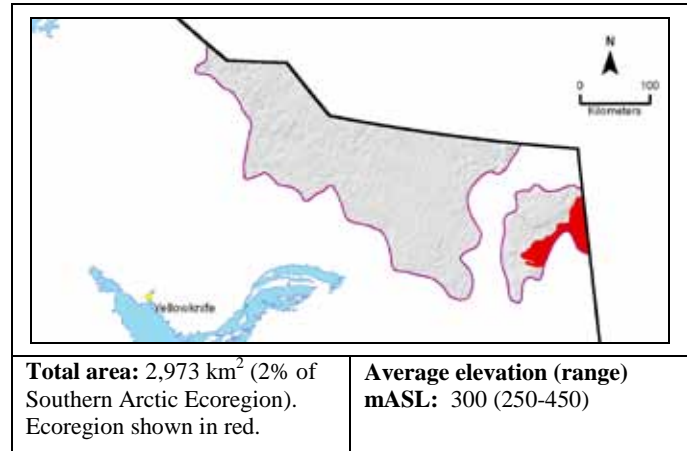 N
0 100
Kilometers
Yellowknife
Total area: 2,973 km² (2% of
Southern Arctic Ecoregion).
Ecoregion shown in red.
Average elevation (range)
mASL: 300 (250-450)